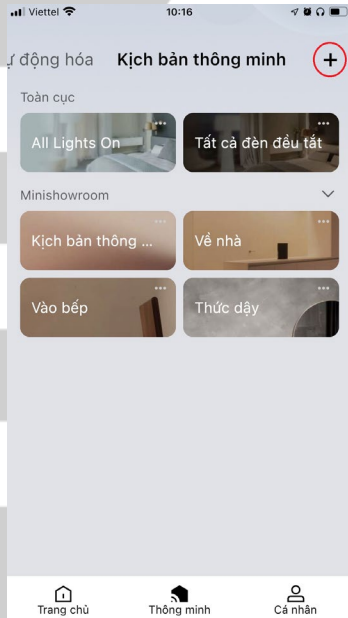 Viettel 10:16
ự động hóa Kịch bản thông minh
Toàn cục
All Lights On Tất cả đèn đều tắt
Minishowroom
Kịch bản thông ... Về nhà
Vào bếp Thức dậy
Trang chủ Thông minh Cá nhân